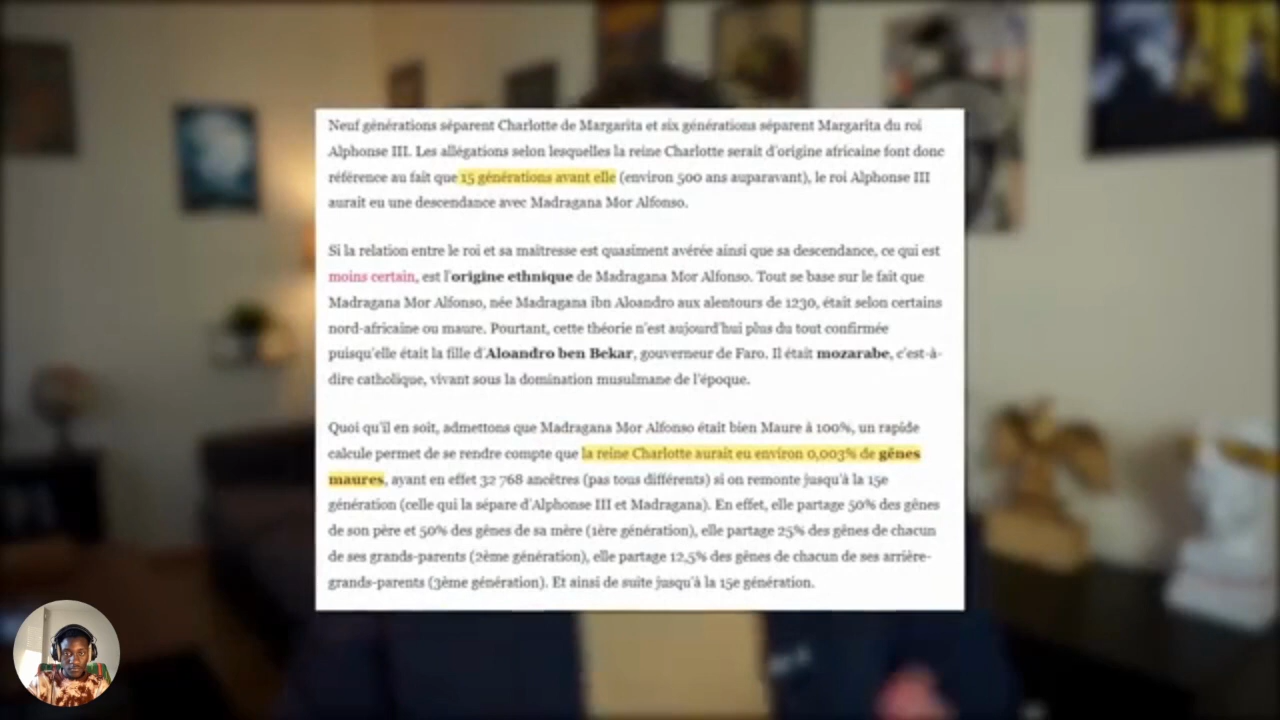 Neuf générations séparent Charlotte de Margarita et six générations séparent Margarita du roi
Alphonse III. Les allégations selon lesquelles la reine Charlotte serait d'origine africaine font donc
référence au fait que 15 générations avant elle (environ 500 ans auparavant), le roi Alphonse III
aurait eu une descendance avec Madragana Mor Alfonso.
Si la relation entre le roi et sa maîtresse est quasiment avérée ainsi que sa descendance, ce qui est
moins certain, est l'origine ethnique de Madragana Mor Alfonso. Tout se base sur le fait que
Madragana Mor Alfonso, née Madragana ibn Aloandro aux alentours de 1230, était selon certains
nord-africaine ou maure. Pourtant, cette théorie n'est aujourd'hui plus du tout confirmée
puisqu'elle était la fille d'Aloandro ben Bekar, gouverneur de Faro. Il était mozarabe, c'est-à-
dire catholique, vivant sous la domination musulmane de l'époque.
Quoi qu'il en soit, admettons que Madragana Mor Alfonso était bien Maure à 100%, un rapide
calcule permet de se rendre compte que la reine Charlotte aurait eu environ 0,003% de gênes
maures, ayant en effet 32 768 ancêtres (pas tous différents) si on remonte jusqu'à la 15e
génération (celle qui la sépare d'Alphonse III et Madragana). En effet, elle partage 50% des gênes
de son père et 50% des gênes de sa mère (1ère génération), elle partage 25% des gênes de chacun
de ses grands-parents (2ème génération), elle partage 12,5% des gênes de chacun de ses arrière-
grands-parents (3ème génération). Et ainsi de suite jusqu'à la 15e génération.